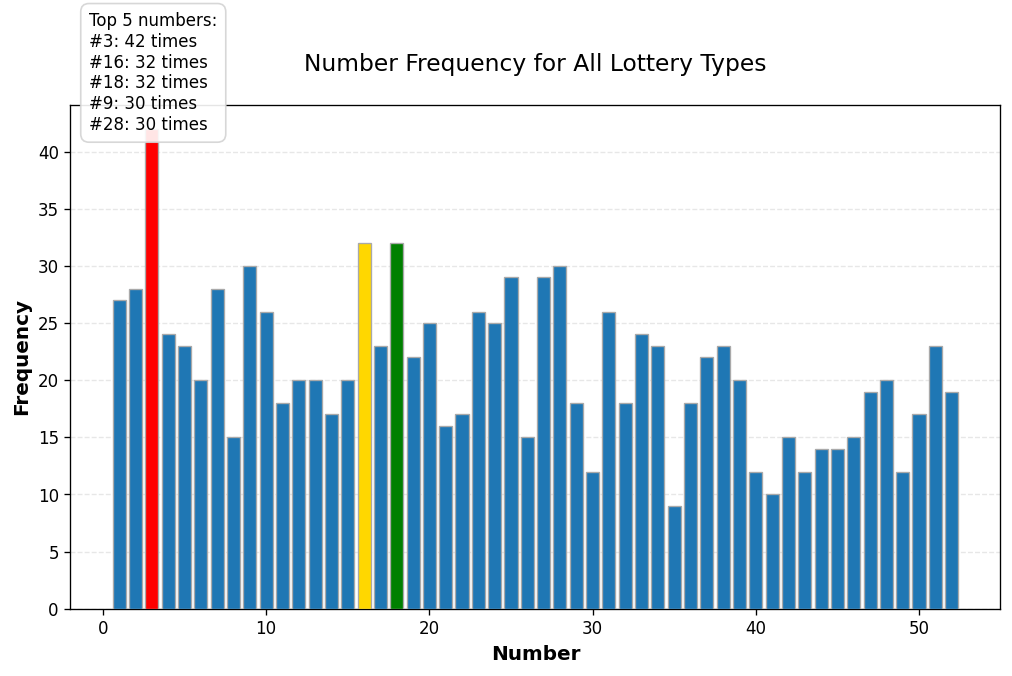 Top 5 numbers:
#3: 42 times
#16: 32 times
#18: 32 times
#9: 30 times
#28: 30 times
Number Frequency for All Lottery Types
Frequency
40
35
30
25
20
15
10
5
0
0 10 20 30 40 50
Number